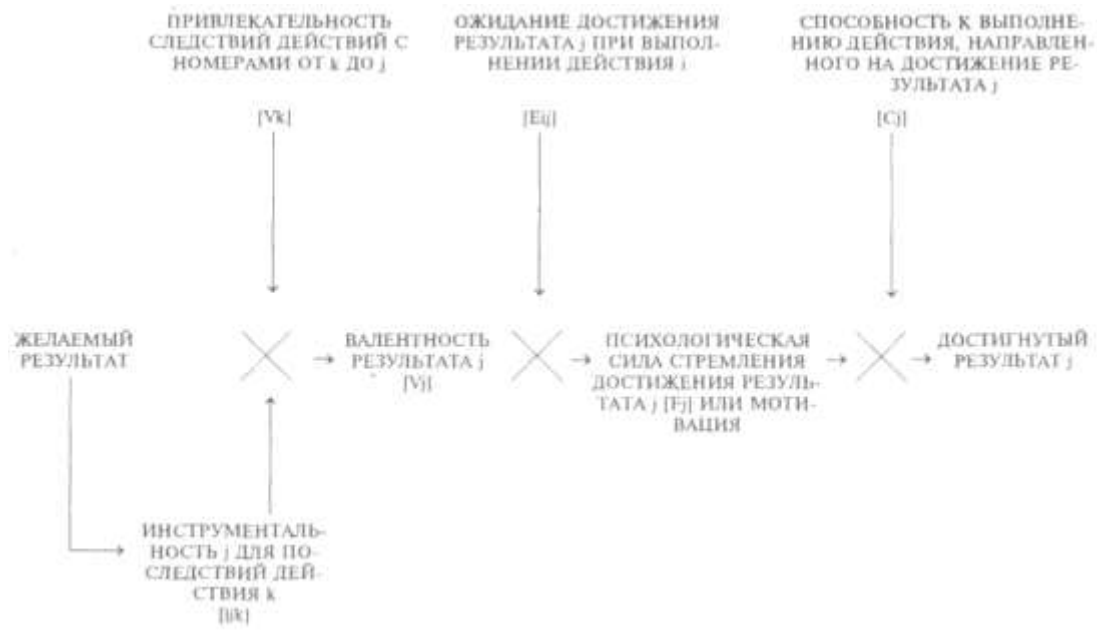 ПРИВЛЕКАТЕЛЬНОСТЬ
СЛЕДСТВИЙ ДЕЙСТВИЙ С
НОМЕРАМИ ОТ k ДО j
[Vk]
ОЖИДАНИЕ ДОСТИЖЕНИЯ
РЕЗУЛЬТАТА j ПРИ ВЫПОЛ-
НЕНИИ ДЕЙСТВИЯ i
[Eij]
СПОСОБНОСТЬ К ВЫПОЛНЕ-
НИЮ ДЕЙСТВИЯ, НАПРАВЛЕН-
НОГО НА ДОСТИЖЕНИЕ РЕ-
ЗУЛЬТАТА j
[Cj]
ЖЕЛАЕМЫЙ
РЕЗУЛЬТАТ
ВАЛЕНТНОСТЬ
РЕЗУЛЬТАТА j
[Vj]
ПСИХОЛОГИЧЕСКАЯ
СИЛА СТРЕМЛЕНИЯ
ДОСТИЖЕНИЯ РЕЗУЛЬ-
ТАТА j [Fj] ИЛИ МОТИ-
ВАЦИЯ
ДОСТИГНУТЫЙ
РЕЗУЛЬТАТ j
ИНСТРУМЕНТАЛЬ-
НОСТЬ j ДЛЯ ПО-
СЛЕДСТВИЙ ДЕЙ-
СТВИЯ k
[Ijk]